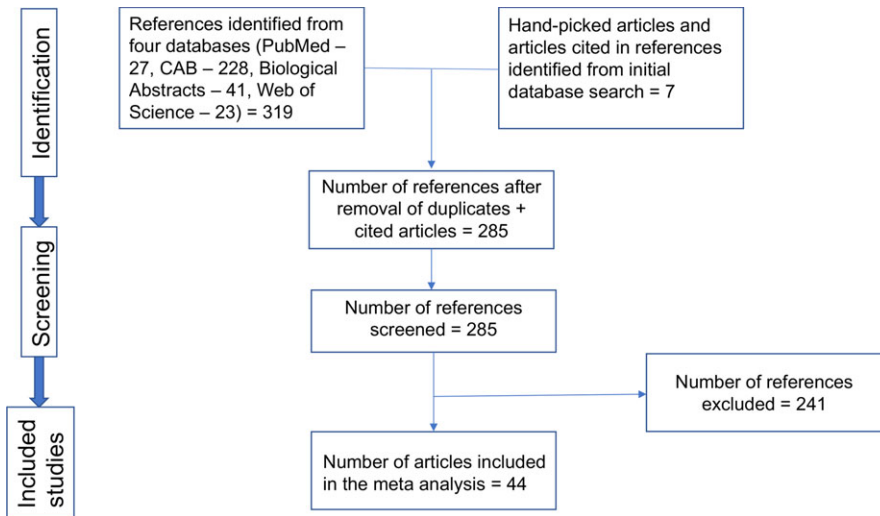 References identified from
four databases (PubMed –
27, CAB – 228, Biological
Abstracts – 41, Web of
Science – 23) = 319
Hand-picked articles and
articles cited in references
identified from initial
database search = 7
Identification
Number of references after
removal of duplicates +
cited articles = 285
Screening
Number of references
screened = 285
Number of references
excluded = 241
Included
studies
Number of articles included
in the meta analysis = 44